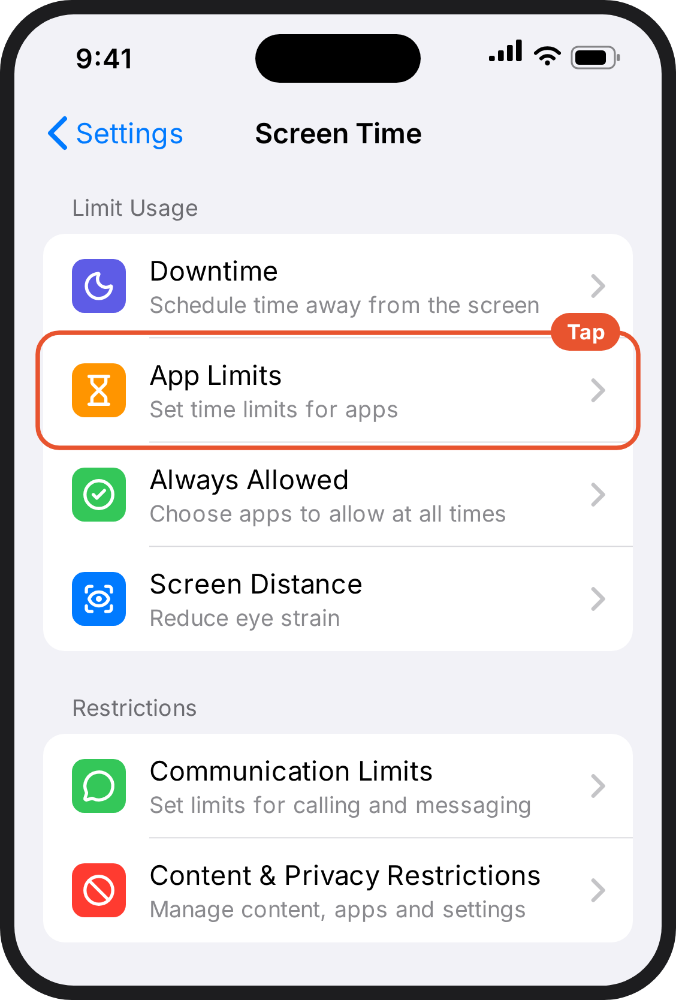 9:41
Settings
Screen Time
Limit Usage
Downtime
Schedule time away from the screen
Tap
App Limits
Set time limits for apps
Always Allowed
Choose apps to allow at all times
Screen Distance
Reduce eye strain
Restrictions
Communication Limits
Set limits for calling and messaging
Content & Privacy Restrictions
Manage content, apps and settings